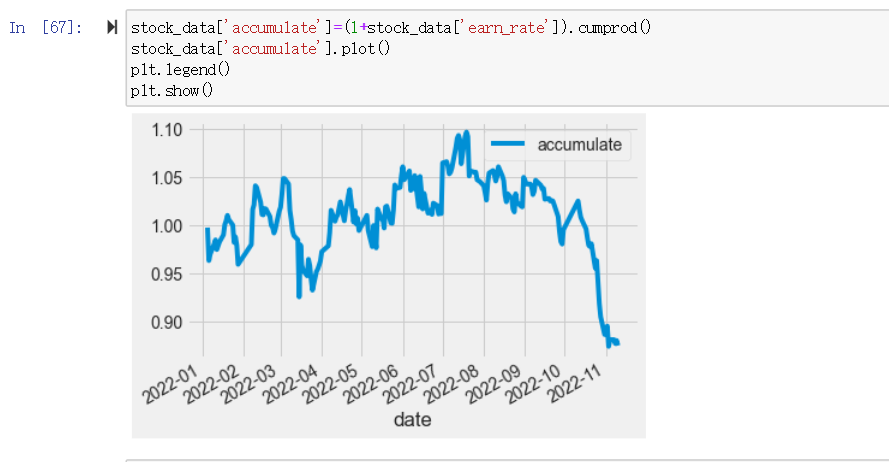 In [67]:
stock_data['accumulate']=(1+stock_data['earn_rate']).cumprod()
stock_data['accumulate'].plot()
plt.legend()
plt.show()
1.10
accumulate
1.05
1.00
0.95
0.90
2022-01
2022-02
2022-03
2022-04
2022-05
2022-06
2022-07
2022-08
2022-09
2022-10
2022-11
date